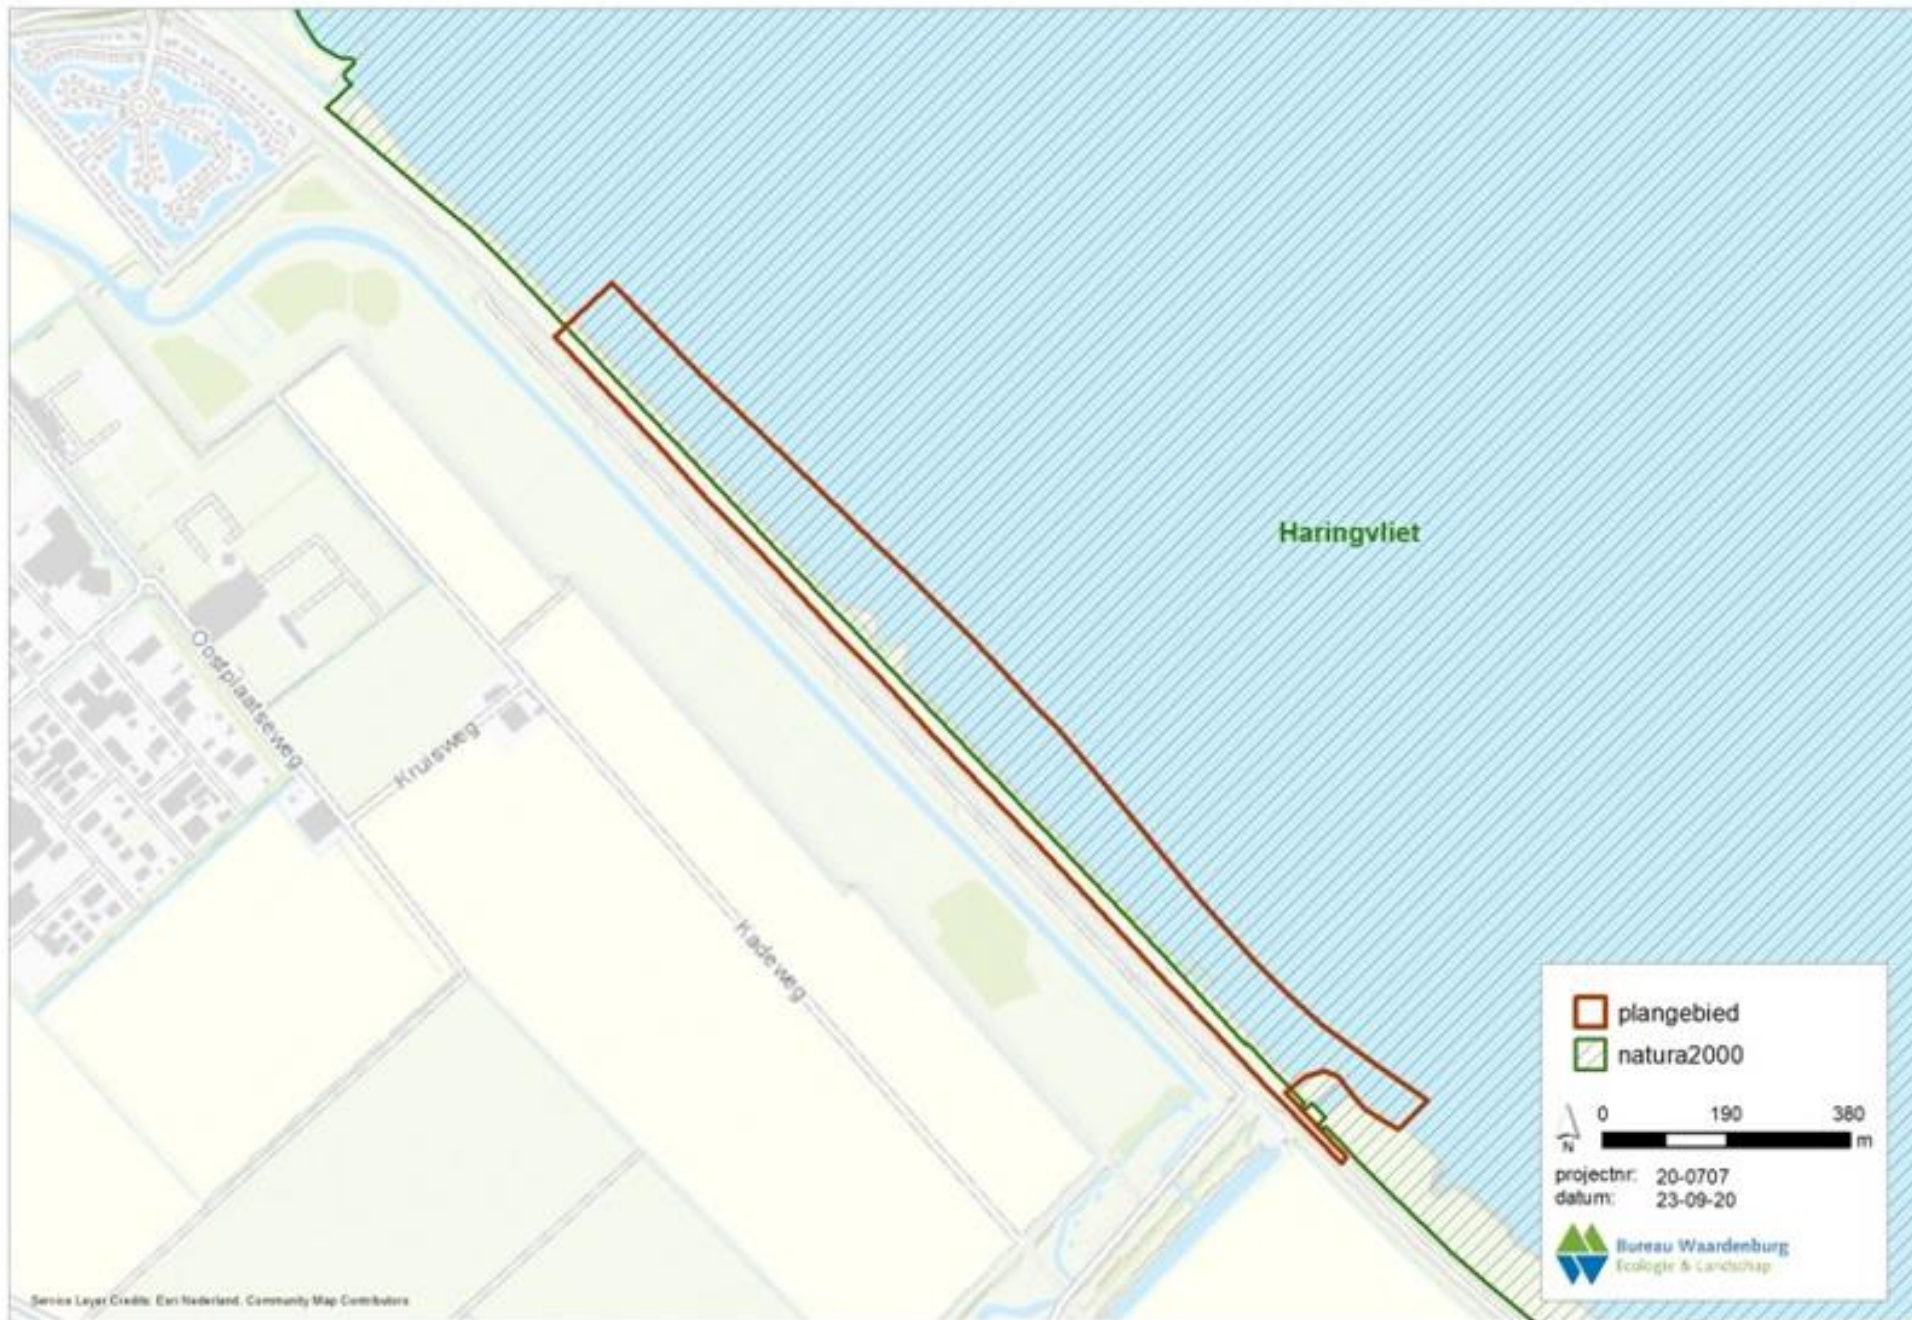 Haringvliet
Oostplaatseweg
Kruisweg
Kadeweg
plangebied
natura2000
0 190 380
m
N
projectnr: 20-0707
datum: 23-09-20
Bureau Waardenburg
Ecologie & Landschap
Service Layer Credits: Esri Nederland, Community Map Contributors